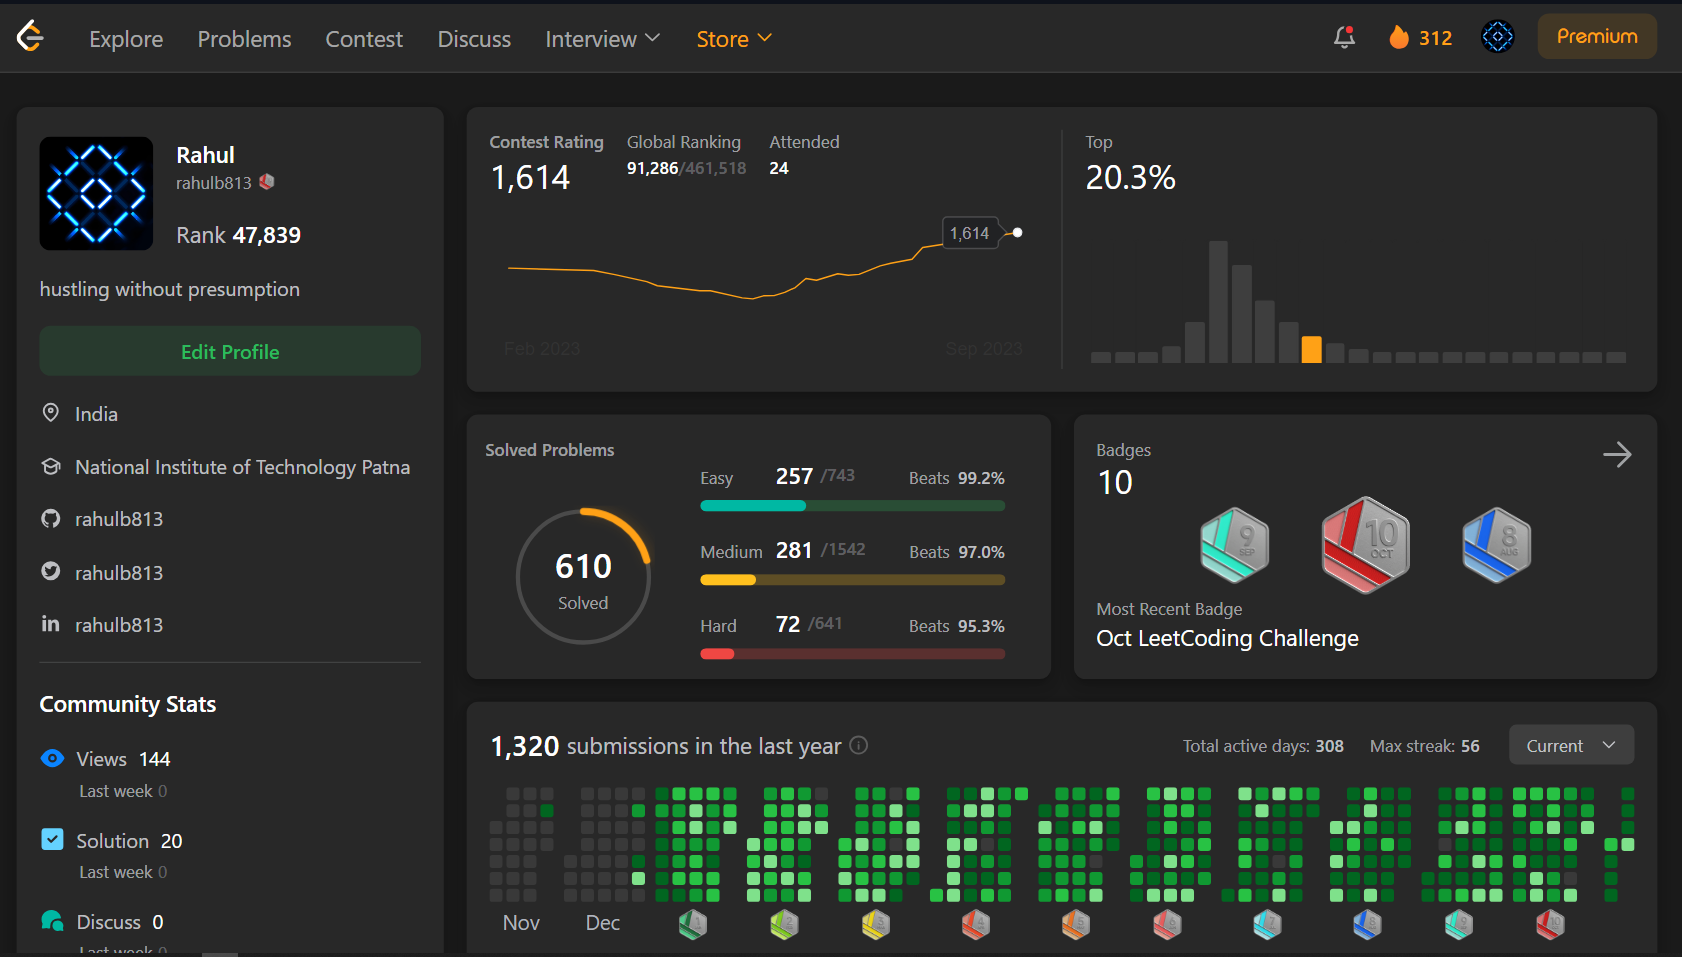 Explore Problems Contest Discuss Interview Store 312 Premium
Rahul
rahulb813
Rank 47,839
hustling without presumption
Edit Profile
India
National Institute of Technology Patna
rahulb813
rahulb813
rahulb813
Community Stats
Views 144
Last week 0
Solution 20
Last week 0
Discuss 0
Last week 0
Contest Rating
1,614
Global Ranking
91,286/461,518
Attended
24
1,614
Feb 2023
Sep 2023
Top
20.3%
Solved Problems
610
Solved
Easy 257 /743 Beats 99.2%
Medium 281 /1542 Beats 97.0%
Hard 72 /641 Beats 95.3%
Badges
10
9
SEP
10
OCT
8
AUG
Most Recent Badge
Oct LeetCoding Challenge
1,320 submissions in the last year
Total active days: 308 Max streak: 56 Current
Nov Dec